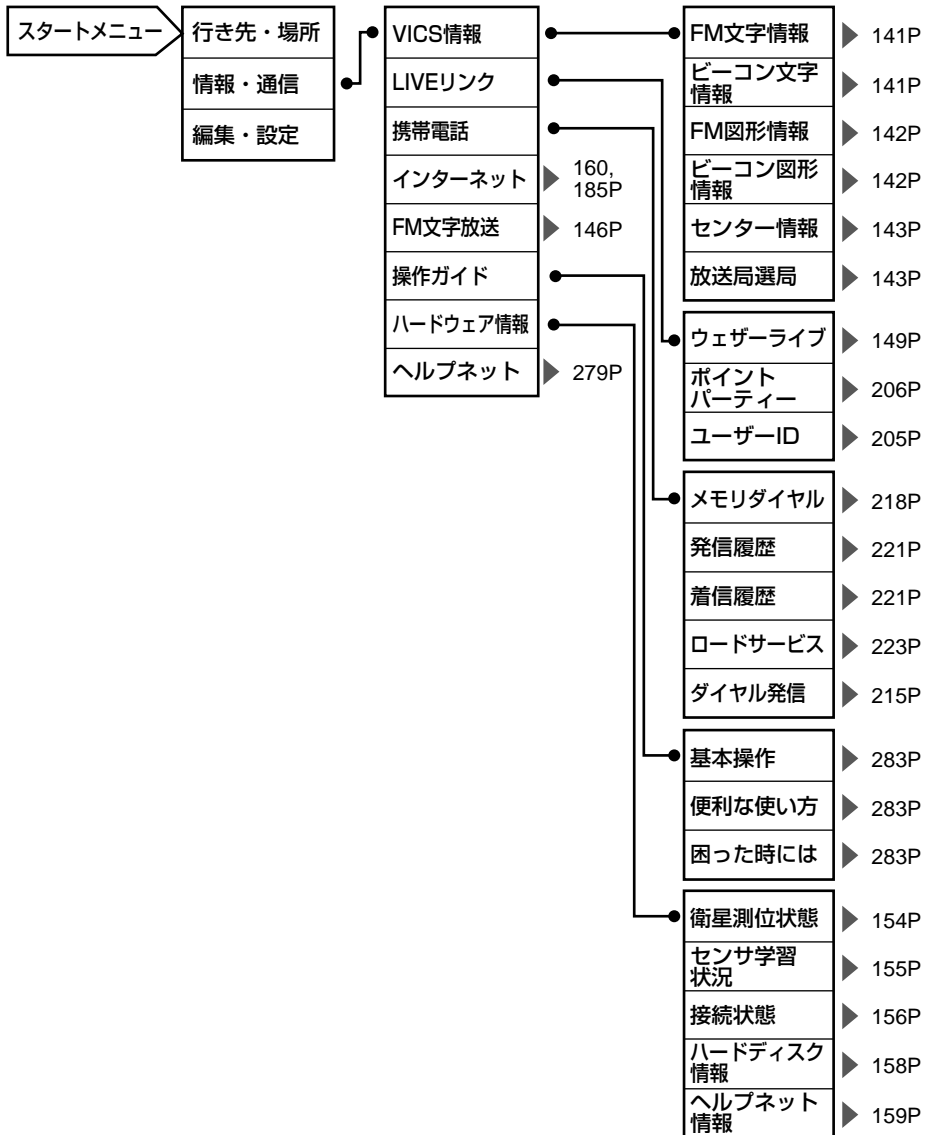 スタートメニュー
行き先・場所
情報・通信
編集・設定
VICS情報
LIVEリンク
携帯電話
インターネット
160,
185P
FM文字放送
146P
操作ガイド
ハードウェア情報
ヘルプネット
279P
FM文字情報
141P
ビーコン文字
情報
141P
FM図形情報
142P
ビーコン図形
情報
142P
センター情報
143P
放送局選局
143P
ウェザーライブ
149P
ポイント
パーティー
206P
ユーザーID
205P
メモリダイヤル
218P
発信履歴
221P
着信履歴
221P
ロードサービス
223P
ダイヤル発信
215P
基本操作
283P
便利な使い方
283P
困った時には
283P
衛星測位状態
154P
センサ学習
状況
155P
接続状態
156P
ハードディスク
情報
158P
ヘルプネット
情報
159P